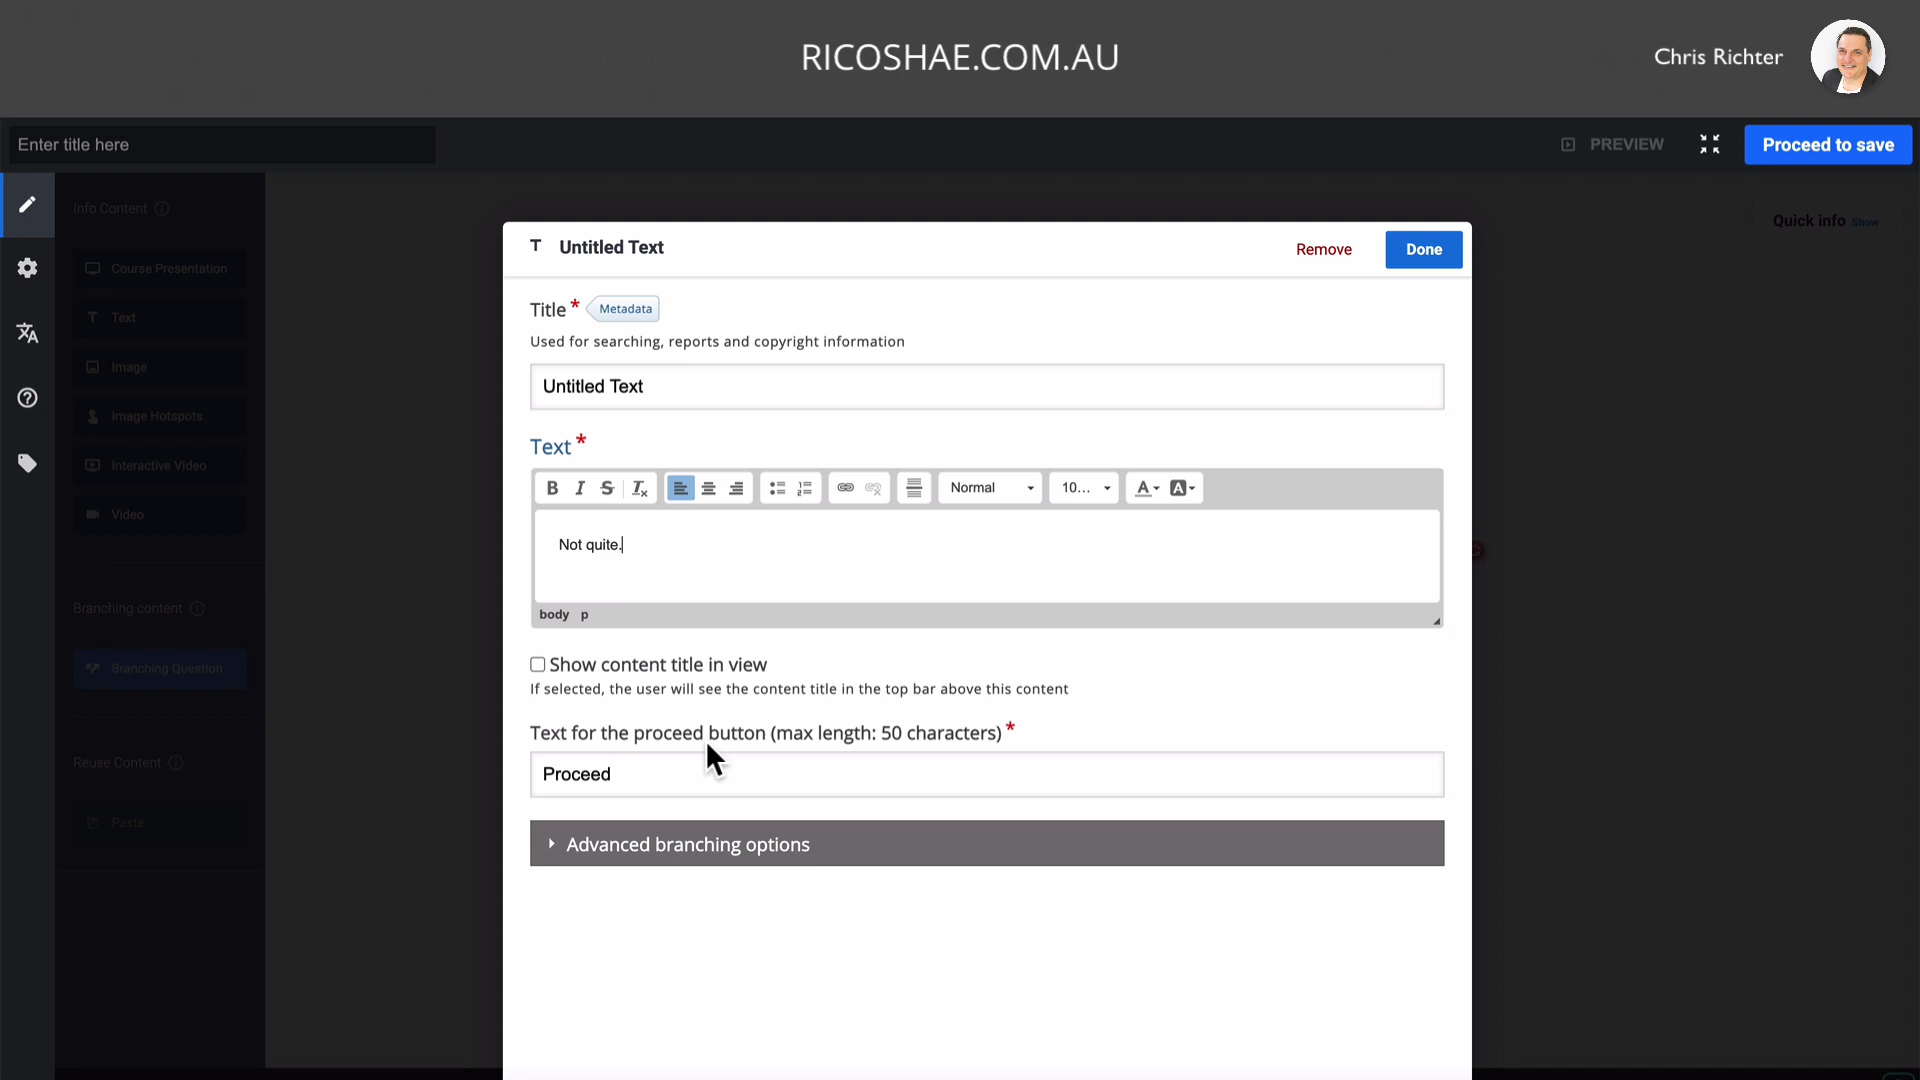 RICOSHAE.COM.AU
Chris Richter
Enter title here
PREVIEW
Proceed to save
Info Content
Quick info Show
Course Presentation
Text
Image
Image Hotspots
Interactive Video
Video
Branching content
Branching Question
Reuse Content
Paste
T Untitled Text
Remove
Done
Title * Metadata
Used for searching, reports and copyright information
Untitled Text
Text *
Normal
10...
Not quite.
body p
Show content title in view
If selected, the user will see the content title in the top bar above this content
Text for the proceed button (max length: 50 characters) *
Proceed
Advanced branching options